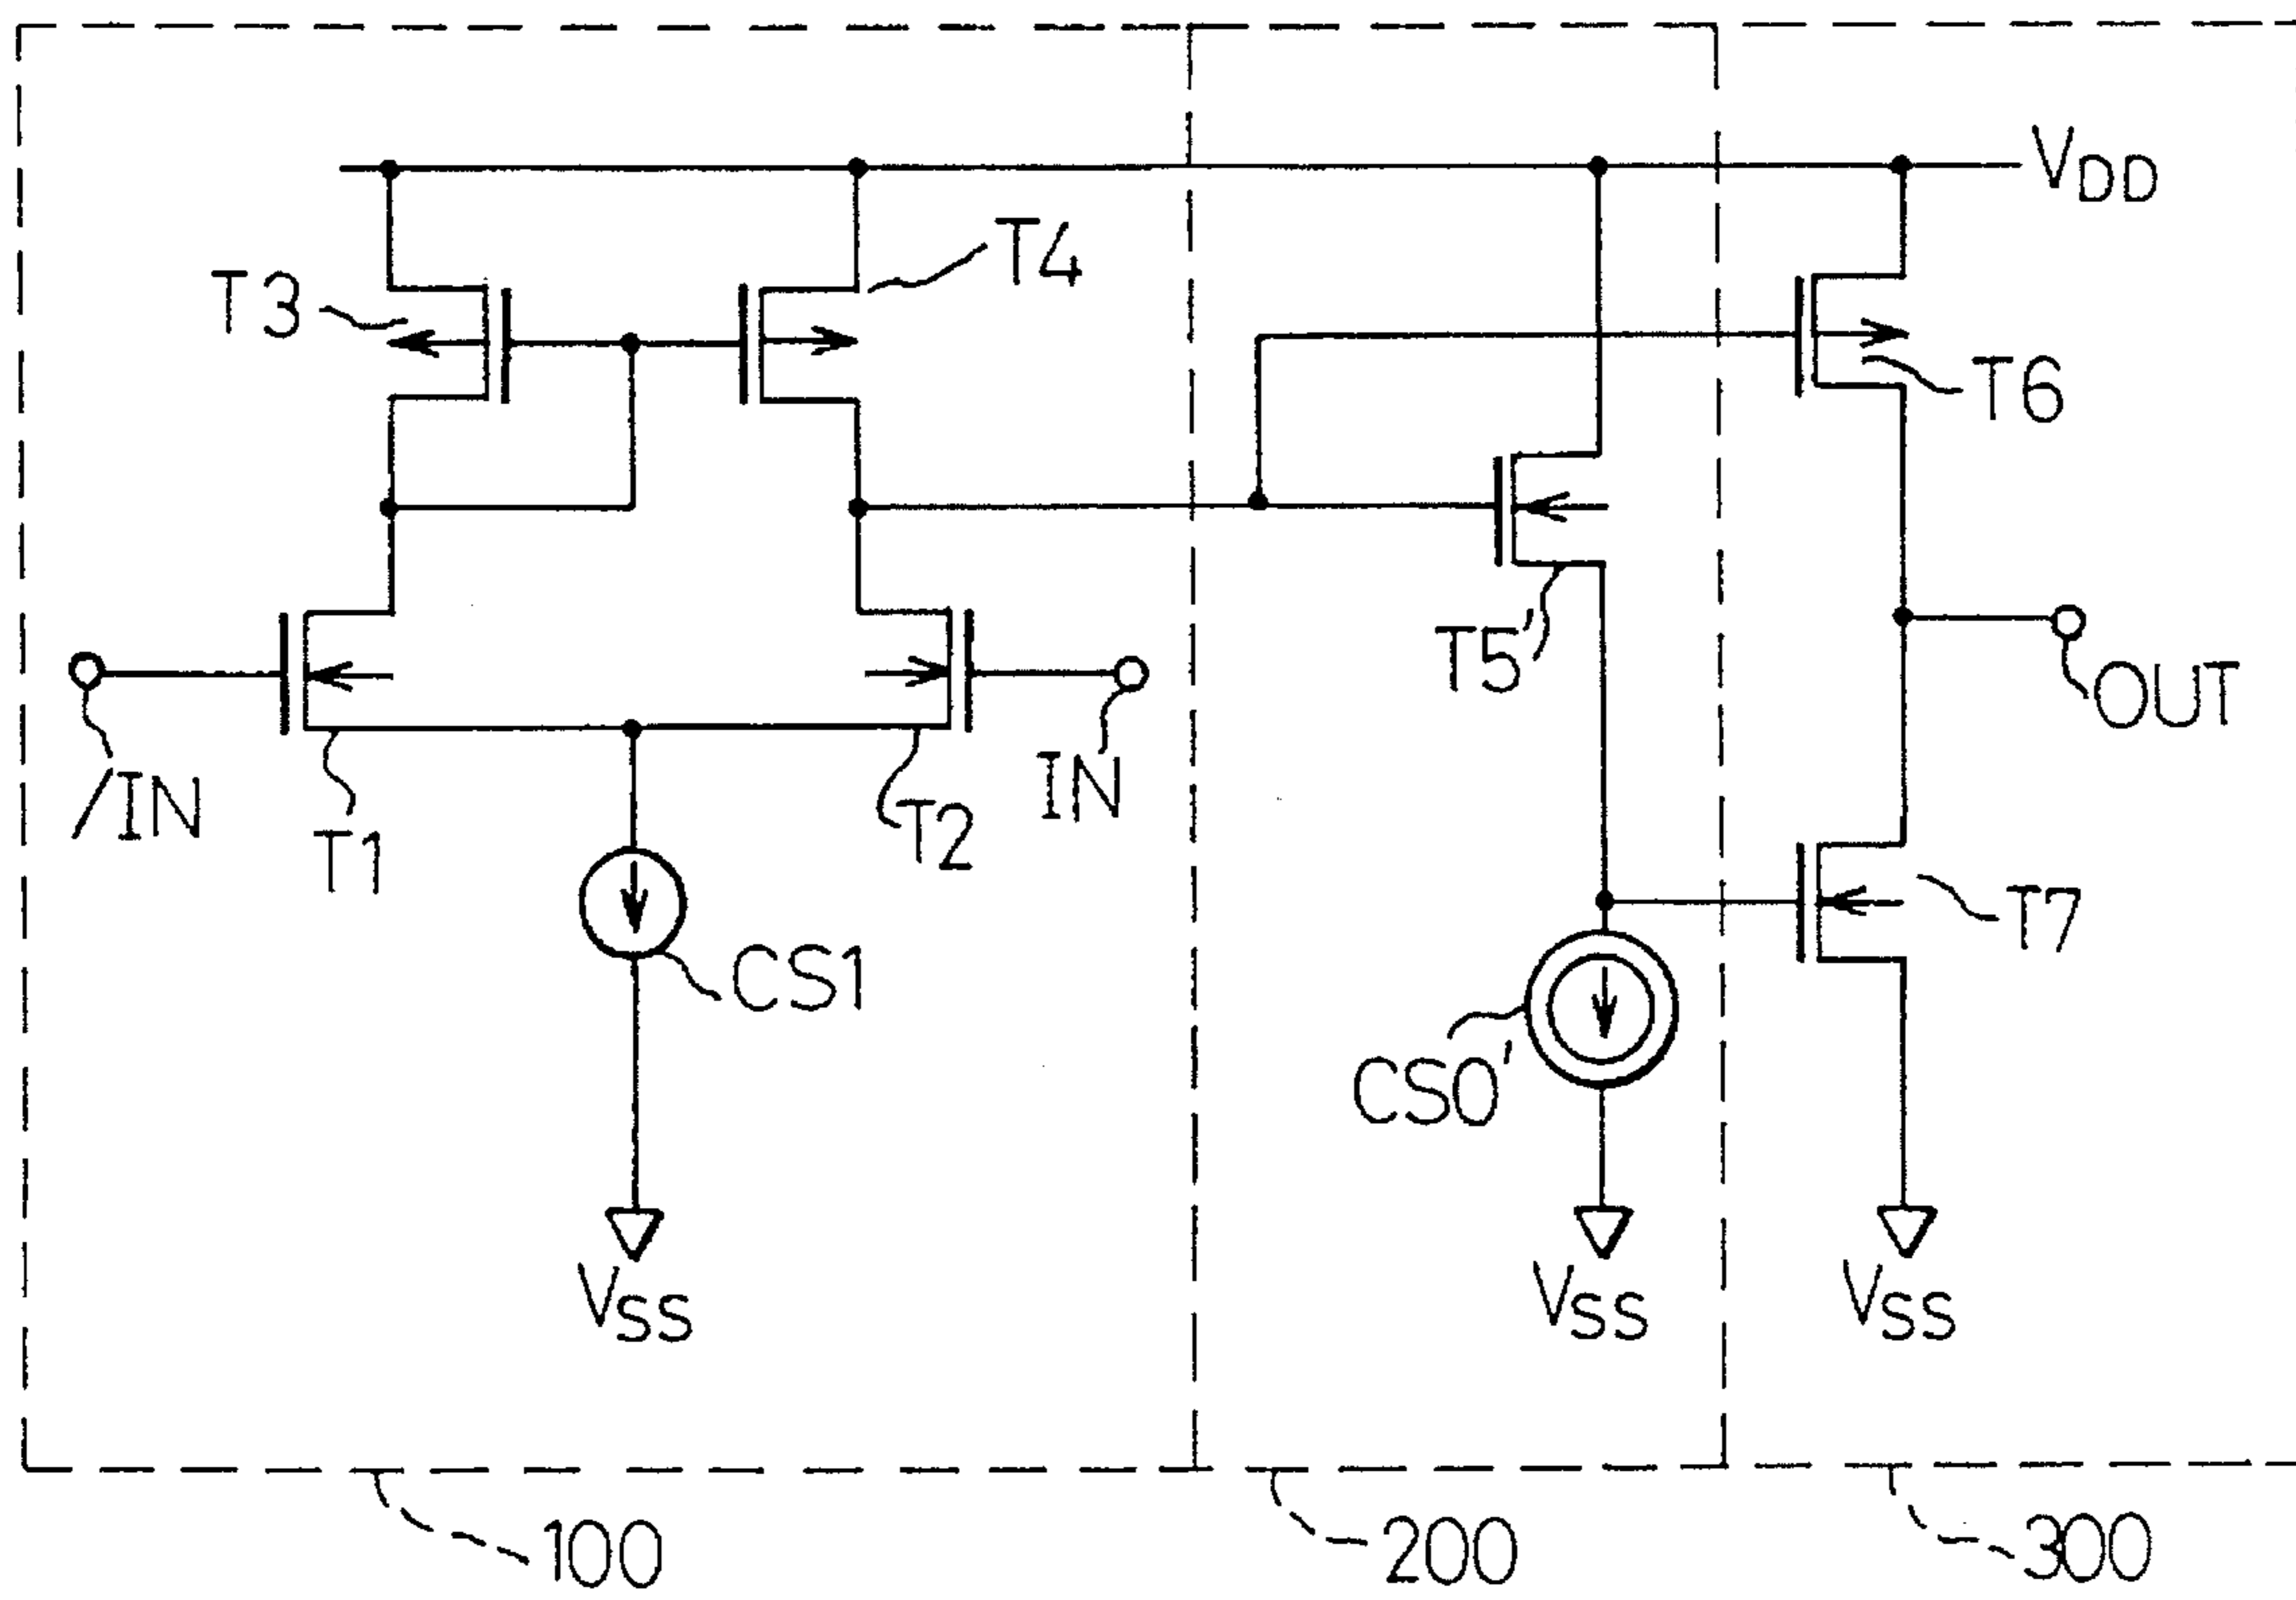 VDD
T3
T4
T6
T5'
OUT
/IN
IN
T1
T2
T7
CS1
CS0'
VSS
VSS
VSS
100
200
300